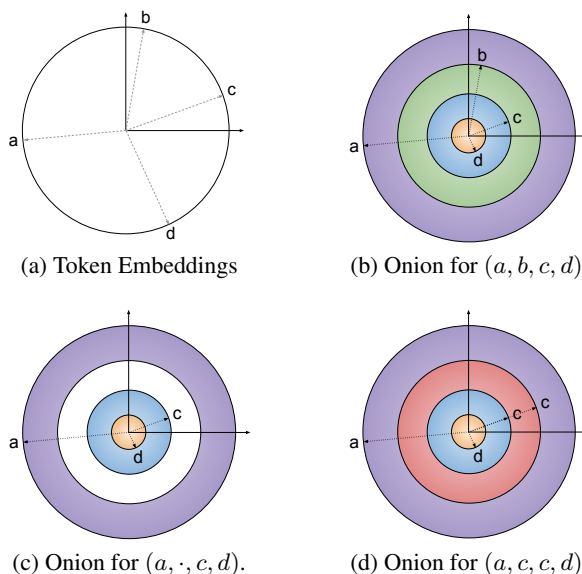 b
c
a
d
(a) Token Embeddings
b
c
a
d
(b) Onion for (a, b, c, d)
c
a
d
(c) Onion for (a, ·, c, d).
c
c
a
d
(d) Onion for (a, c, c, d)